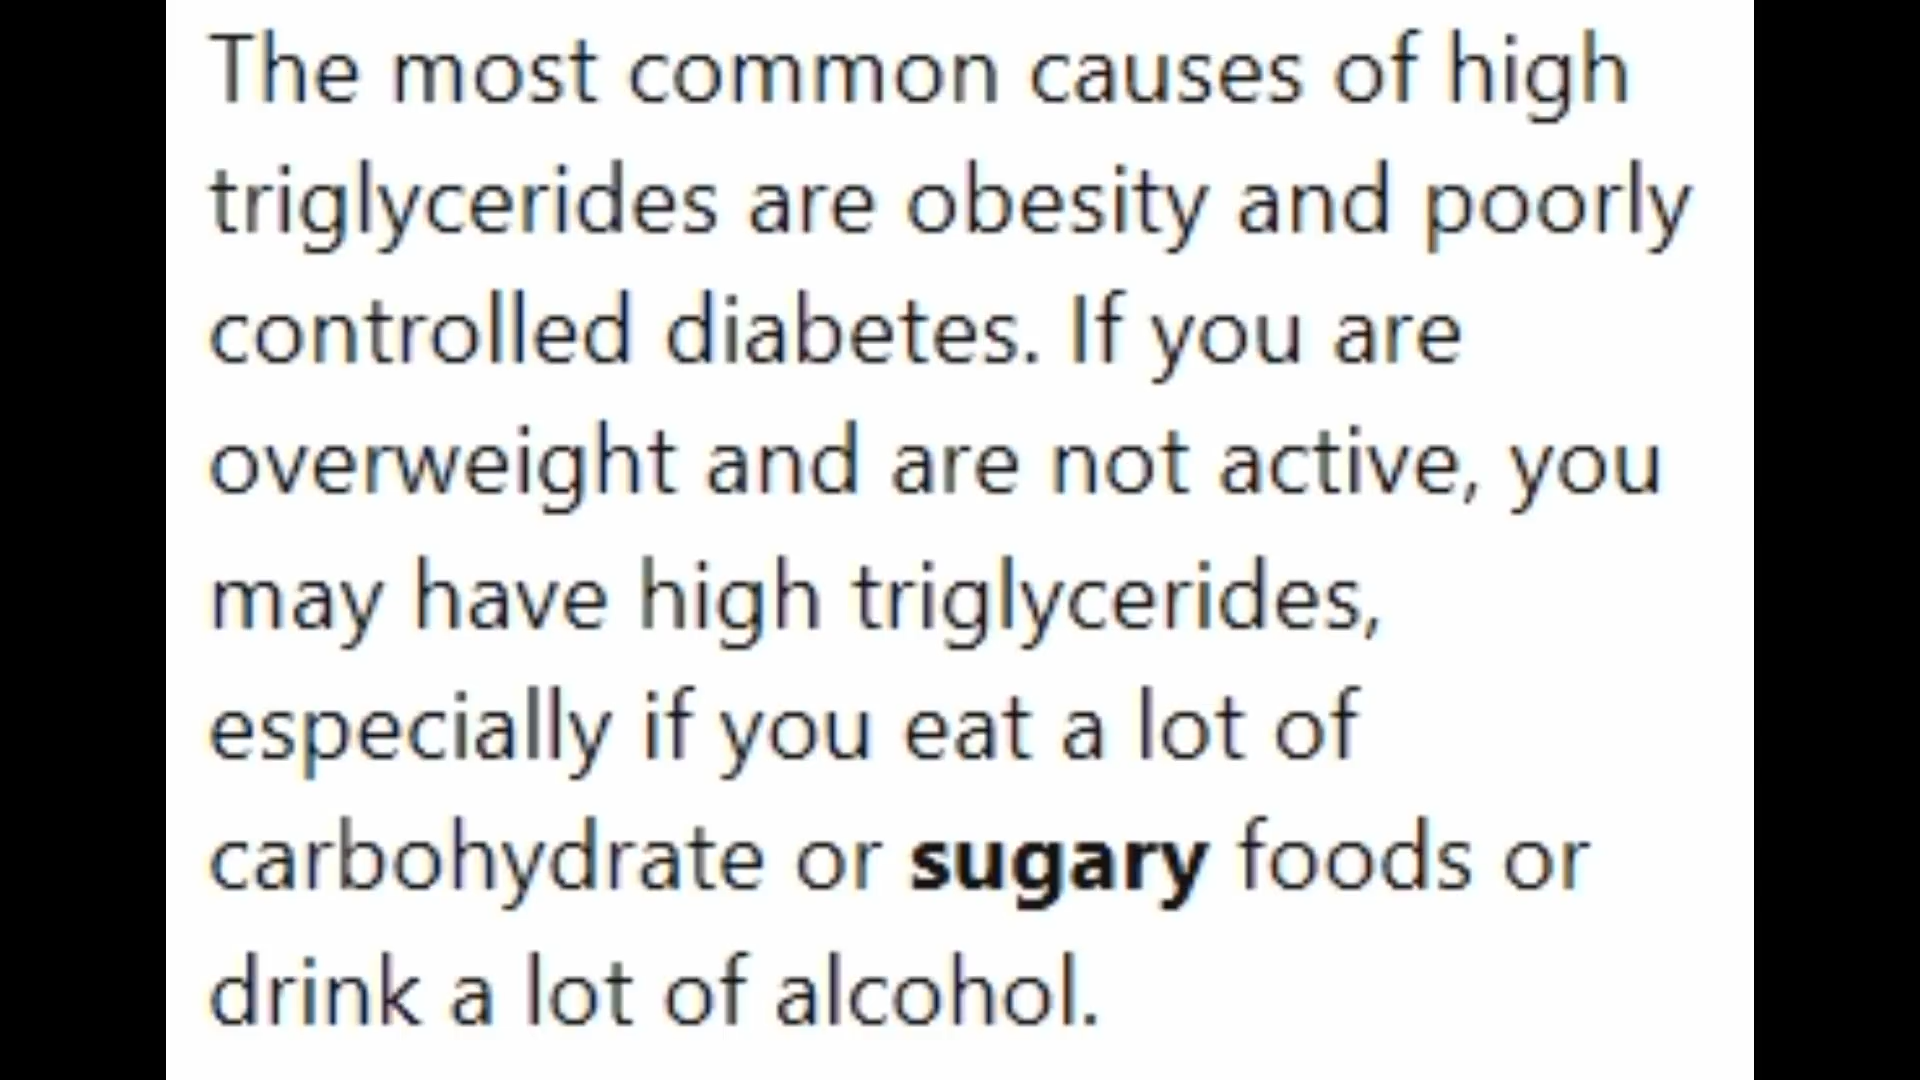 The most common causes of high
triglycerides are obesity and poorly
controlled diabetes. If you are
overweight and are not active, you
may have high triglycerides,
especially if you eat a lot of
carbohydrate or sugary foods or
drink a lot of alcohol.